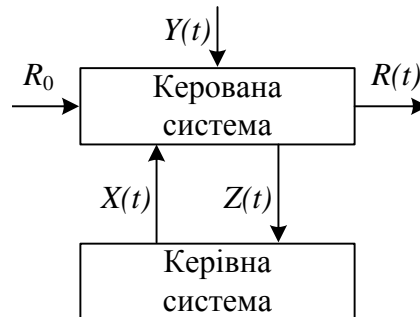 Y(t)
R0
Керована
система
R(t)
X(t)
Z(t)
Керівна
система